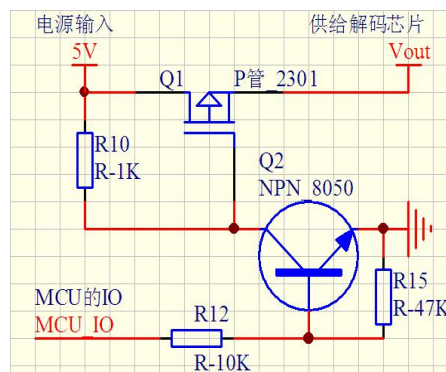 电源输入
供给解码芯片
5V
Vout
Q1
P管_2301
R10
R-1K
Q2
NPN_8050
MCU的IO
MCU_IO
R12
R-10K
R15
R-47K